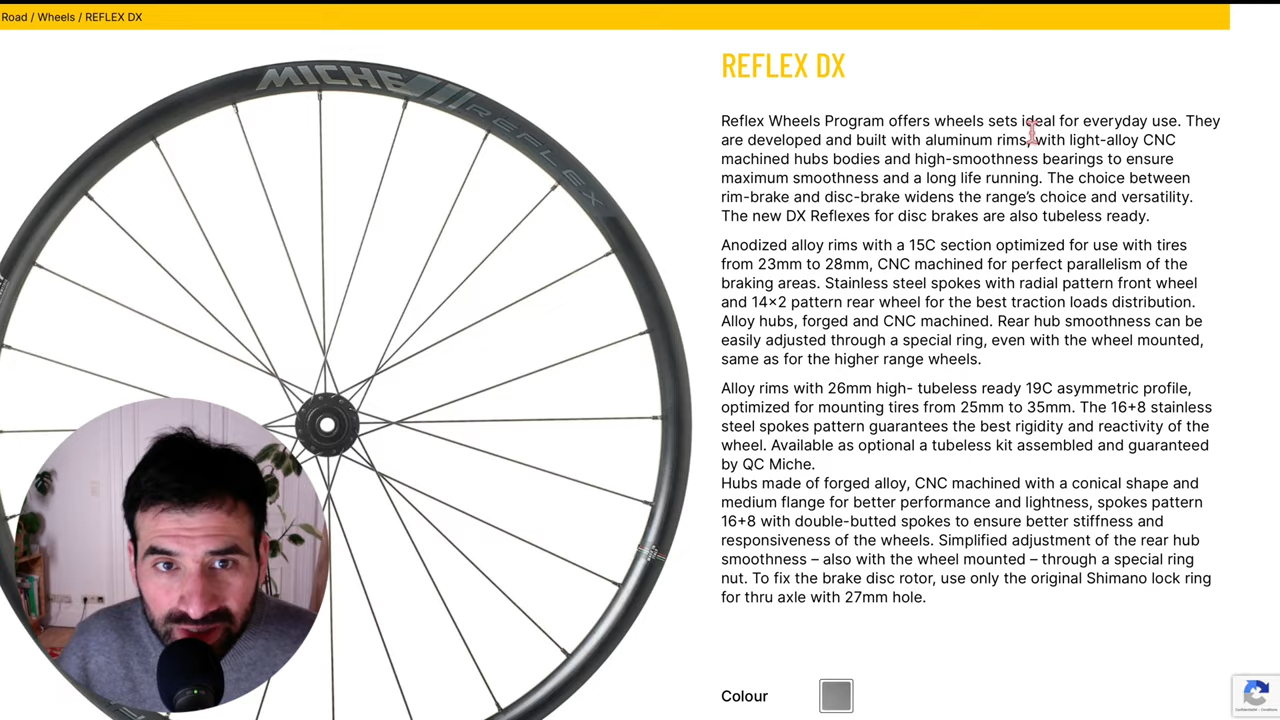 Road / Wheels / REFLEX DX
MICHE
REFLEX
REFLEX DX
Reflex Wheels Program offers wheels sets ideal for everyday use. They
are developed and built with aluminum rims, with light-alloy CNC
machined hubs bodies and high-smoothness bearings to ensure
maximum smoothness and a long life running. The choice between
rim-brake and disc-brake widens the range's choice and versatility.
The new DX Reflexes for disc brakes are also tubeless ready.
Anodized alloy rims with a 15C section optimized for use with tires
from 23mm to 28mm, CNC machined for perfect parallelism of the
braking areas. Stainless steel spokes with radial pattern front wheel
and 14×2 pattern rear wheel for the best traction loads distribution.
Alloy hubs, forged and CNC machined. Rear hub smoothness can be
easily adjusted through a special ring, even with the wheel mounted,
same as for the higher range wheels.
Alloy rims with 26mm high- tubeless ready 19C asymmetric profile,
optimized for mounting tires from 25mm to 35mm. The 16+8 stainless
steel spokes pattern guarantees the best rigidity and reactivity of the
wheel. Available as optional a tubeless kit assembled and guaranteed
by QC Miche.
Hubs made of forged alloy, CNC machined with a conical shape and
medium flange for better performance and lightness, spokes pattern
16+8 with double-butted spokes to ensure better stiffness and
responsiveness of the wheels. Simplified adjustment of the rear hub
smoothness – also with the wheel mounted – through a special ring
nut. To fix the brake disc rotor, use only the original Shimano lock ring
for thru axle with 27mm hole.
Colour